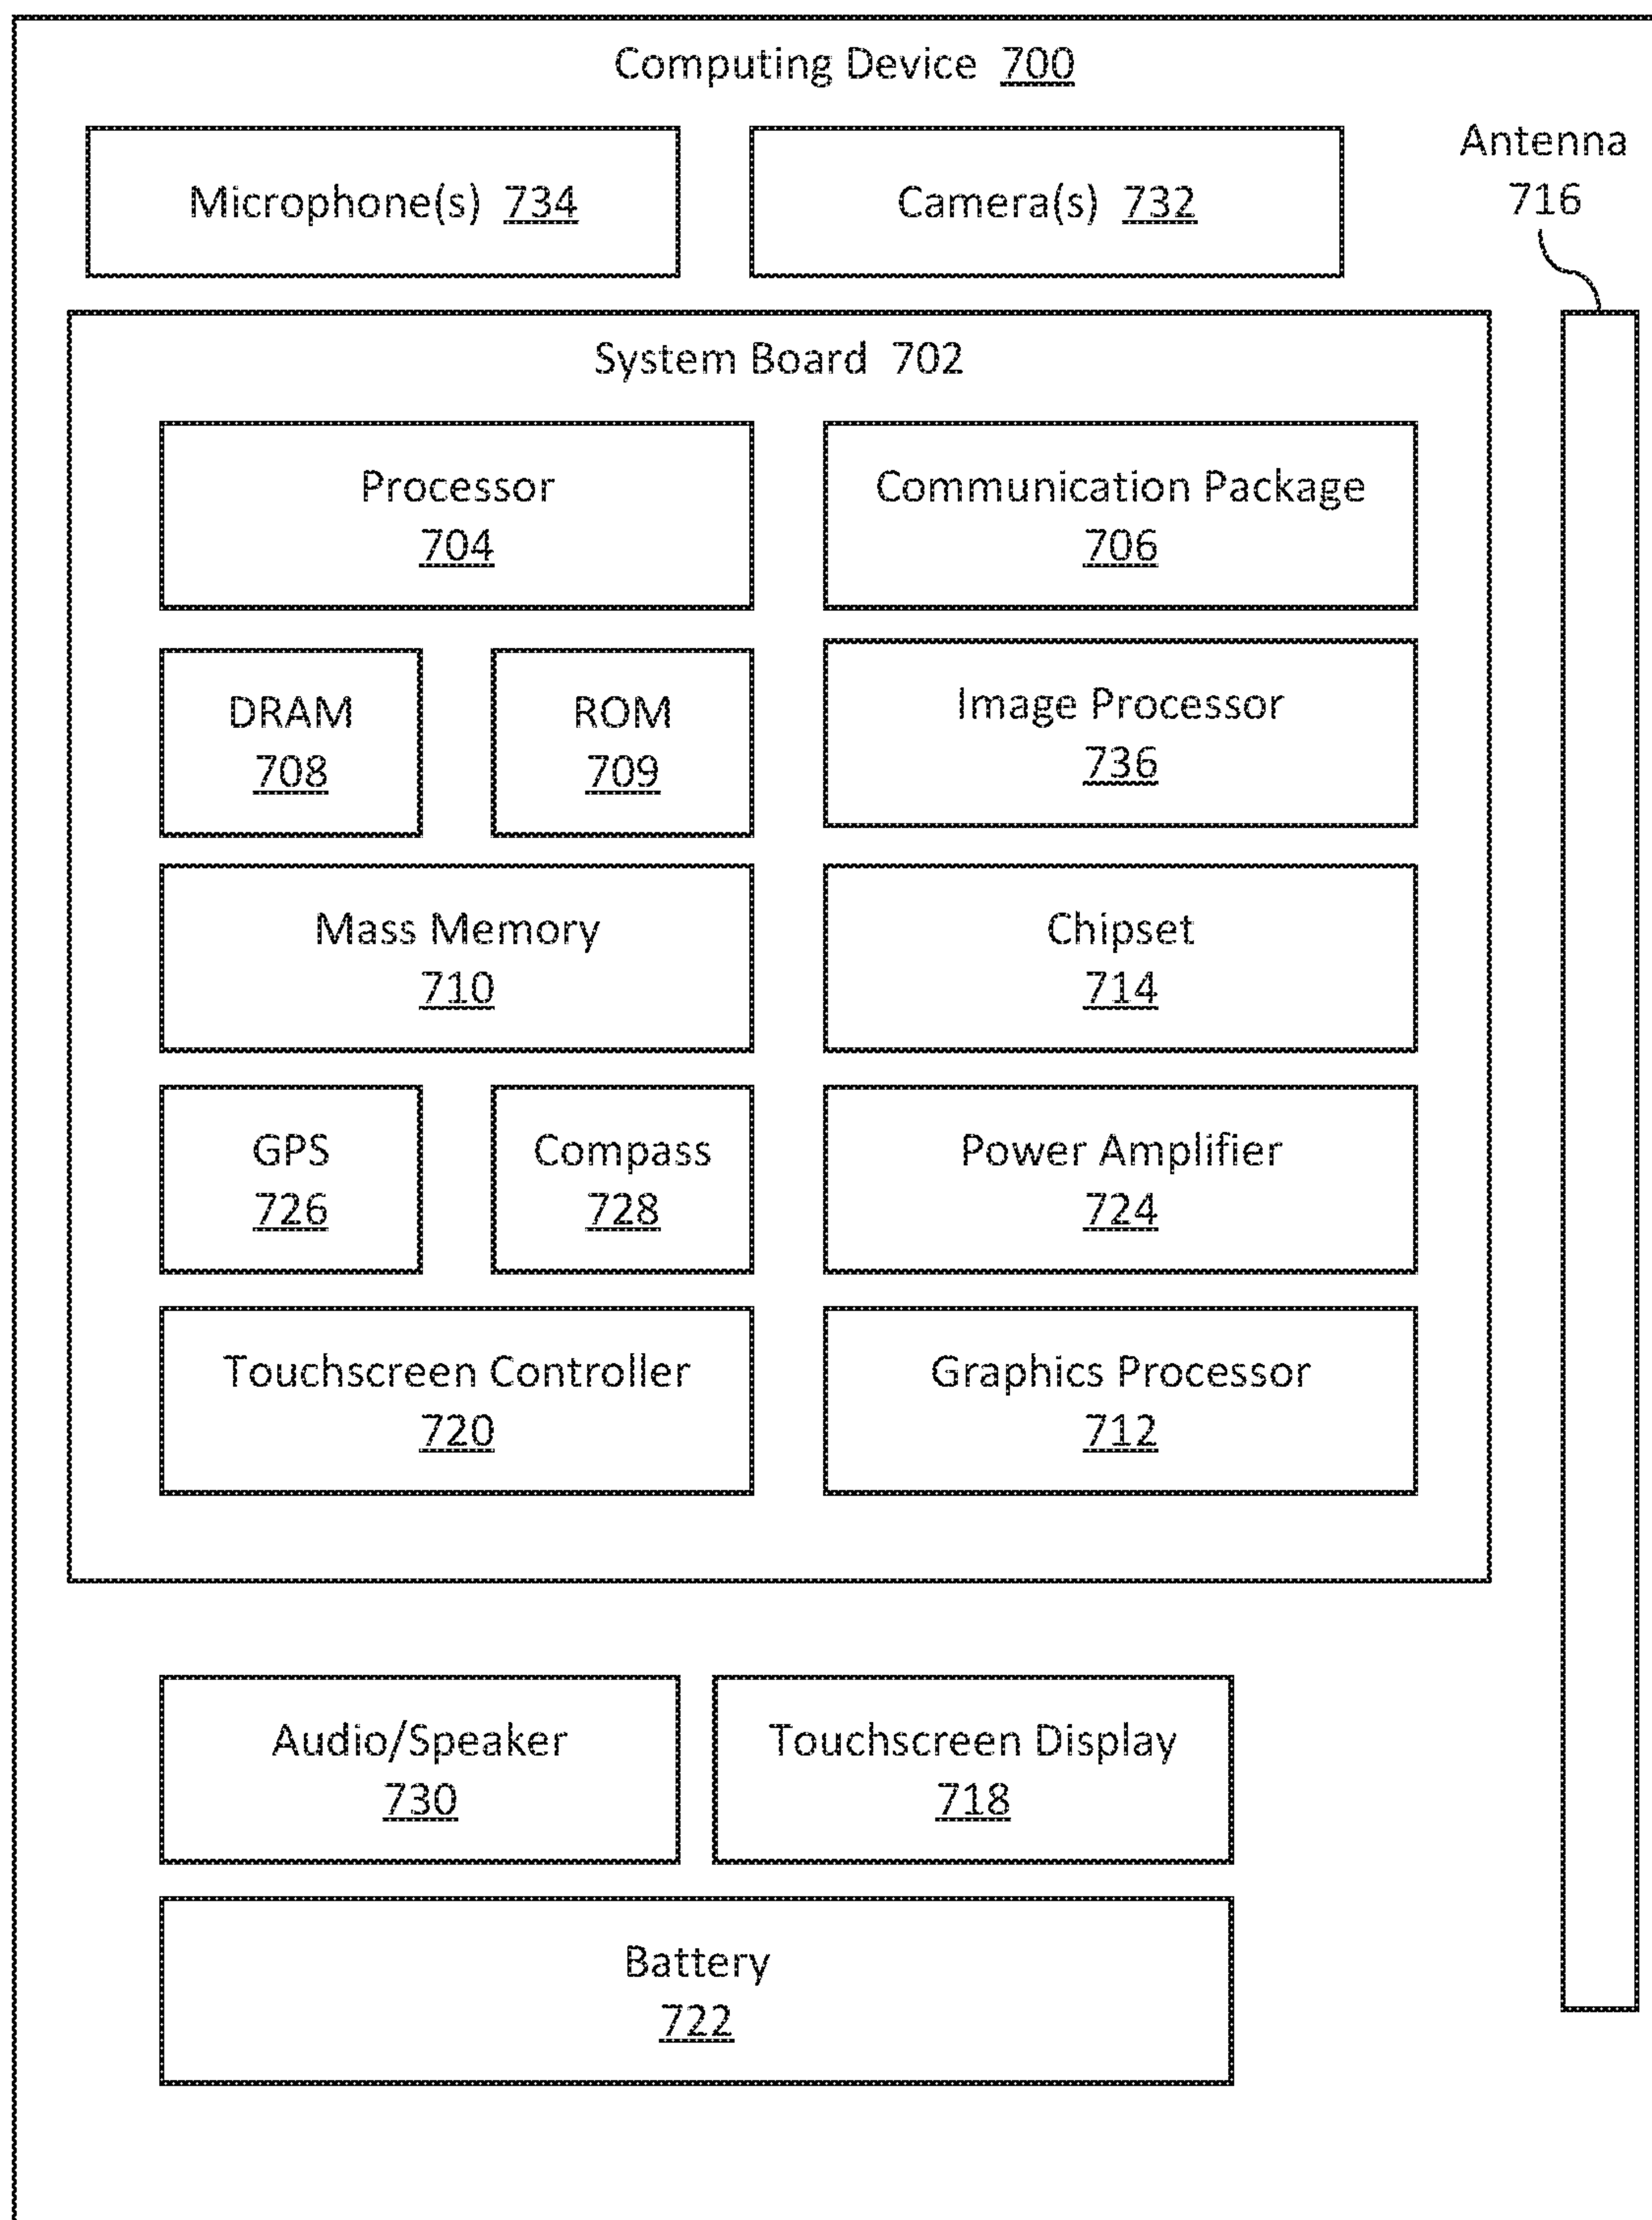 Computing Device 700
Antenna
716
Microphone(s) 734
Camera(s) 732
System Board 702
Processor
704
Communication Package
706
DRAM
708
ROM
709
Image Processor
736
Mass Memory
710
Chipset
714
GPS
726
Compass
728
Power Amplifier
724
Touchscreen Controller
720
Graphics Processor
712
Audio/Speaker
730
Touchscreen Display
718
Battery
722